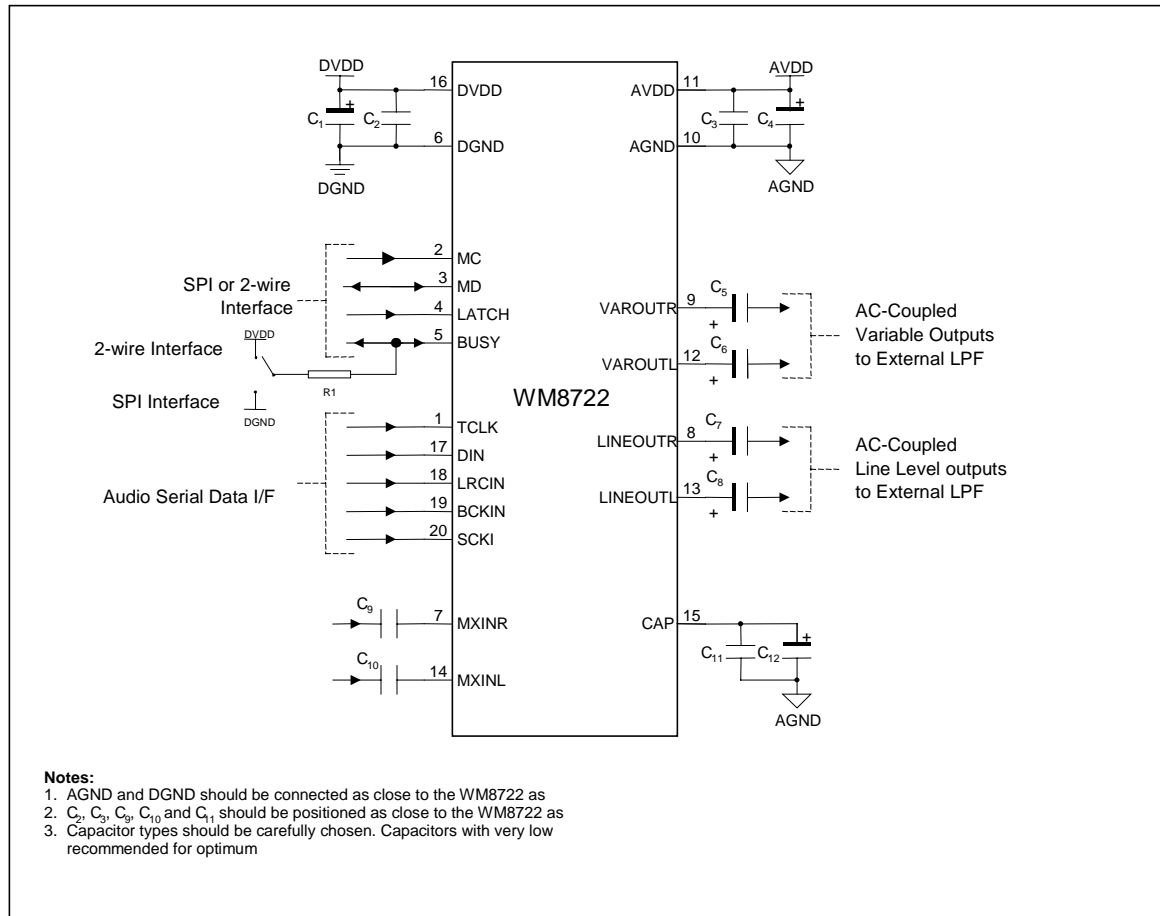 DVDD
16 DVDD
+
C1 C2
6 DGND
DGND
AVDD
11 AVDD
+
C3 C4
10 AGND
AGND
SPI or 2-wire
Interface
2 MC
3 MD
4 LATCH
5 BUSY
DVDD
2-wire Interface
R1
SPI Interface
DGND
WM8722
Audio Serial Data I/F
1 TCLK
17 DIN
18 LRCIN
19 BCKIN
20 SCKI
C9
7 MXINR
C10
14 MXINL
VAROUTR 9 C5
+
VAROUTL 12 C6
+
AC-Coupled
Variable Outputs
to External LPF
LINEOUTR 8 C7
+
LINEOUTL 13 C8
+
AC-Coupled
Line Level outputs
to External LPF
CAP 15
+
C11 C12
AGND
Notes:
1. AGND and DGND should be connected as close to the WM8722 as
2. C2, C3, C9, C10 and C11 should be positioned as close to the WM8722 as
3. Capacitor types should be carefully chosen. Capacitors with very low
recommended for optimum